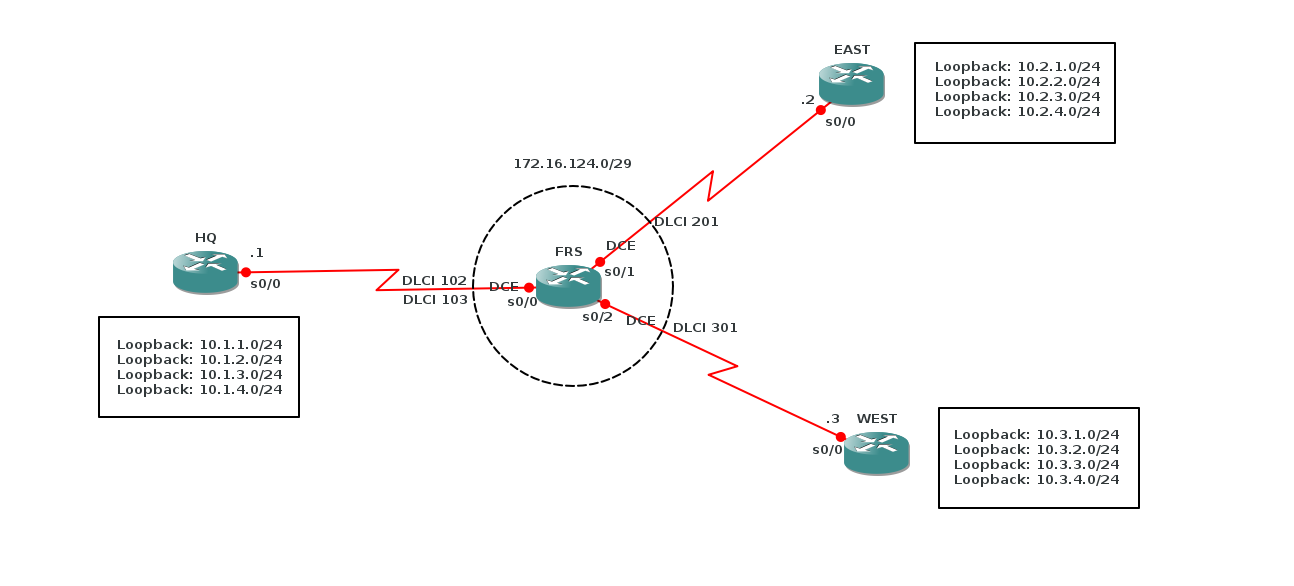 EAST
Loopback: 10.2.1.0/24
Loopback: 10.2.2.0/24
Loopback: 10.2.3.0/24
Loopback: 10.2.4.0/24
.2
s0/0
172.16.124.0/29
DLCI 201
HQ
.1
s0/0
FRS
DCE
s0/1
DLCI 102
DLCI 103
DCE
s0/0
s0/2
DCE
DLCI 301
Loopback: 10.1.1.0/24
Loopback: 10.1.2.0/24
Loopback: 10.1.3.0/24
Loopback: 10.1.4.0/24
.3
WEST
s0/0
Loopback: 10.3.1.0/24
Loopback: 10.3.2.0/24
Loopback: 10.3.3.0/24
Loopback: 10.3.4.0/24